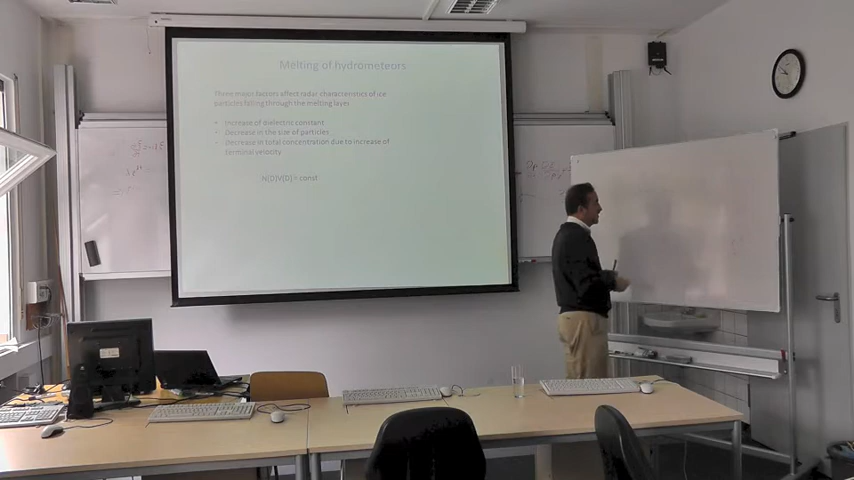 Melting of hydrometeors
Three major factors affect radar characteristics of ice
particles falling through the melting layer
• Increase of dielectric constant
• Decrease in the size of particles
• Decrease in total concentration due to increase of
terminal velocity
N(D)V(D) = const